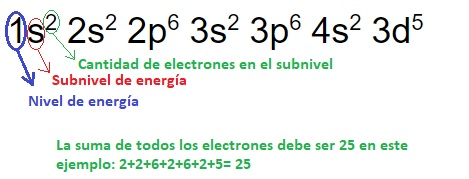 1s² 2s² 2p⁶ 3s² 3p⁶ 4s² 3d⁵
Cantidad de electrones en el subnivel
Subnivel de energía
Nivel de energía
La suma de todos los electrones debe ser 25 en este
ejemplo: 2+2+6+2+6+2+5= 25